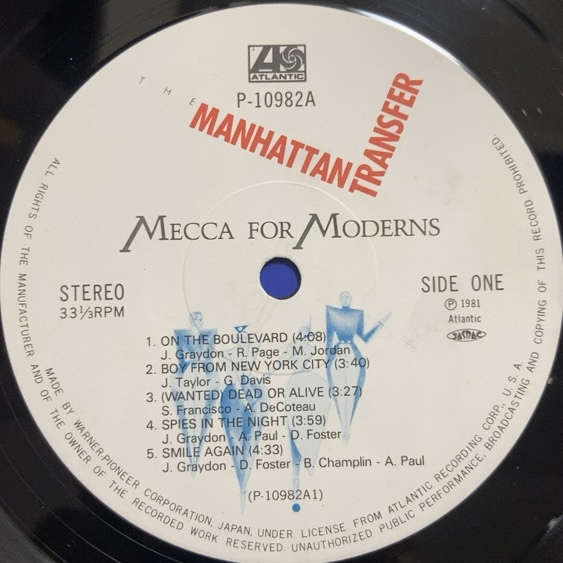 ATLANTIC
P-10982A
THE
MANHATTAN
TRANSFER
MECCA FOR MODERNS
STEREO
33 1/3 RPM
SIDE ONE
Ⓟ 1981
Atlantic
JASRAC
1. ON THE BOULEVARD (4:08)
J. Graydon - R. Page - M. Jordan
2. BOY FROM NEW YORK CITY (3:40)
J. Taylor - G. Davis
3. (WANTED) DEAD OR ALIVE (3:27)
S. Francisco - A. DeCoteau
4. SPIES IN THE NIGHT (3:59)
J. Graydon - A. Paul - D. Foster
5. SMILE AGAIN (4:33)
J. Graydon - D. Foster - B. Champlin - A. Paul
(P-10982A1)
MADE BY WARNER-PIONEER CORPORATION, JAPAN, UNDER LICENSE FROM ATLANTIC RECORDING CORP. U.S.A.
ALL RIGHTS OF THE MANUFACTURER AND OF THE OWNER OF THE RECORDED WORK RESERVED. UNAUTHORIZED PUBLIC PERFORMANCE, BROADCASTING AND COPYING OF THIS RECORD PROHIBITED.